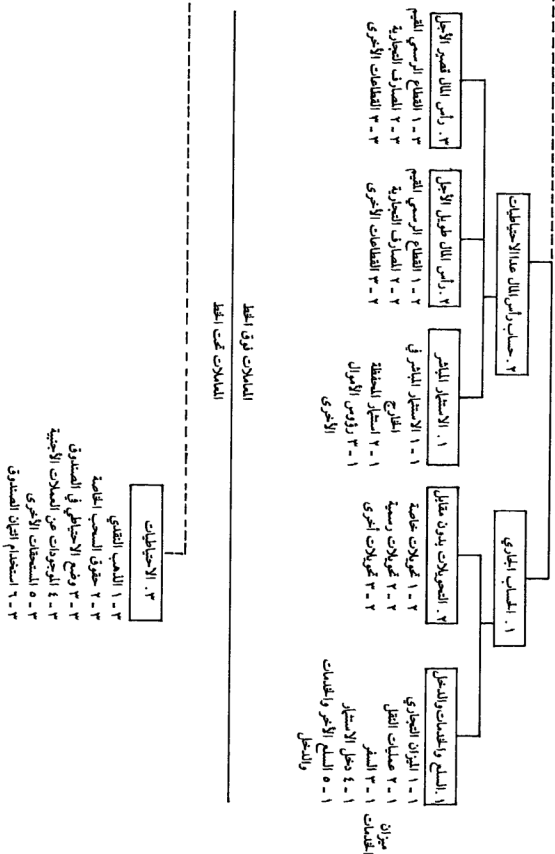 ١ . الحساب الجاري
٢ . حساب رأس المال عدا الاحتياطيات
١ . السلع والخدمات والدخل
١ - ١ الميزان التجاري
١ - ٢ عمليات النقل
١ - ٣ السفر
١ - ٤ دخل الاستثمار
١ - ٥ السلع الأخر والخدمات
والدخل
ميزان
الخدمات
٢ . التحويلات بدون مقابل
٢ - ١ تحويلات خاصة
٢ - ٢ تحويلات رسمية
٢ - ٣ تحويلات أخرى
١ . الاستثمار المباشر
١ - ١ الاستثمار المباشر في
الخارج
١ - ٢ استثمار المحفظة
١ - ٣ رؤوس الأموال
الأخرى
٢ . رأس المال طويل الأجل
٢ - ١ القطاع الرسمي المقيم
٢ - ٢ المصارف التجارية
٢ - ٣ القطاعات الأخرى
٣ . رأس المال قصير الأجل
٣ - ١ القطاع الرسمي المقيم
٣ - ٢ المصارف التجارية
٣ - ٣ القطاعات الأخرى
المعاملات فوق الخط
المعاملات تحت الخط
٣ . الاحتياطيات
٣ - ١ الذهب النقدي
٣ - ٢ حقوق السحب الخاصة
٣ - ٣ وضع الاحتياطي في الصندوق
٣ - ٤ الموجودات من العملات الأجنبية
٣ - ٥ المستحقات الأخرى
٣ - ٦ استخدام ائتمان الصندوق